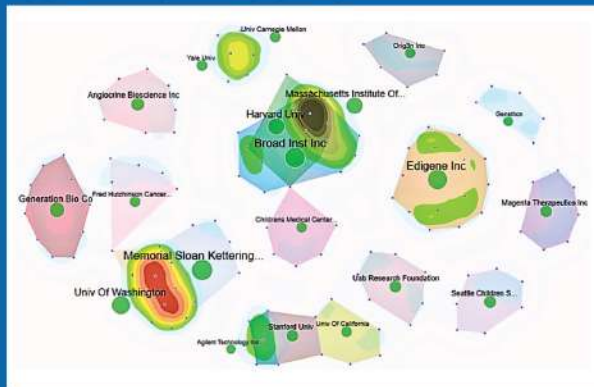 Univ Carnegie Mellon
Yale Univ
Orig3n Inc
Angiocrine Bioscience Inc
Massachusetts Institute Of...
Harvard Univ
Genetics
Broad Inst Inc
Edigene Inc
Generation Bio Co
Fred Hutchinson Cancer...
Magenta Therapeutics Inc
Childrens Medical Center...
Memorial Sloan Kettering...
Univ Of Washington
Uab Research Foundation
Seattle Children S...
Stanford Univ
Univ Of California
Agilent Technology Inc